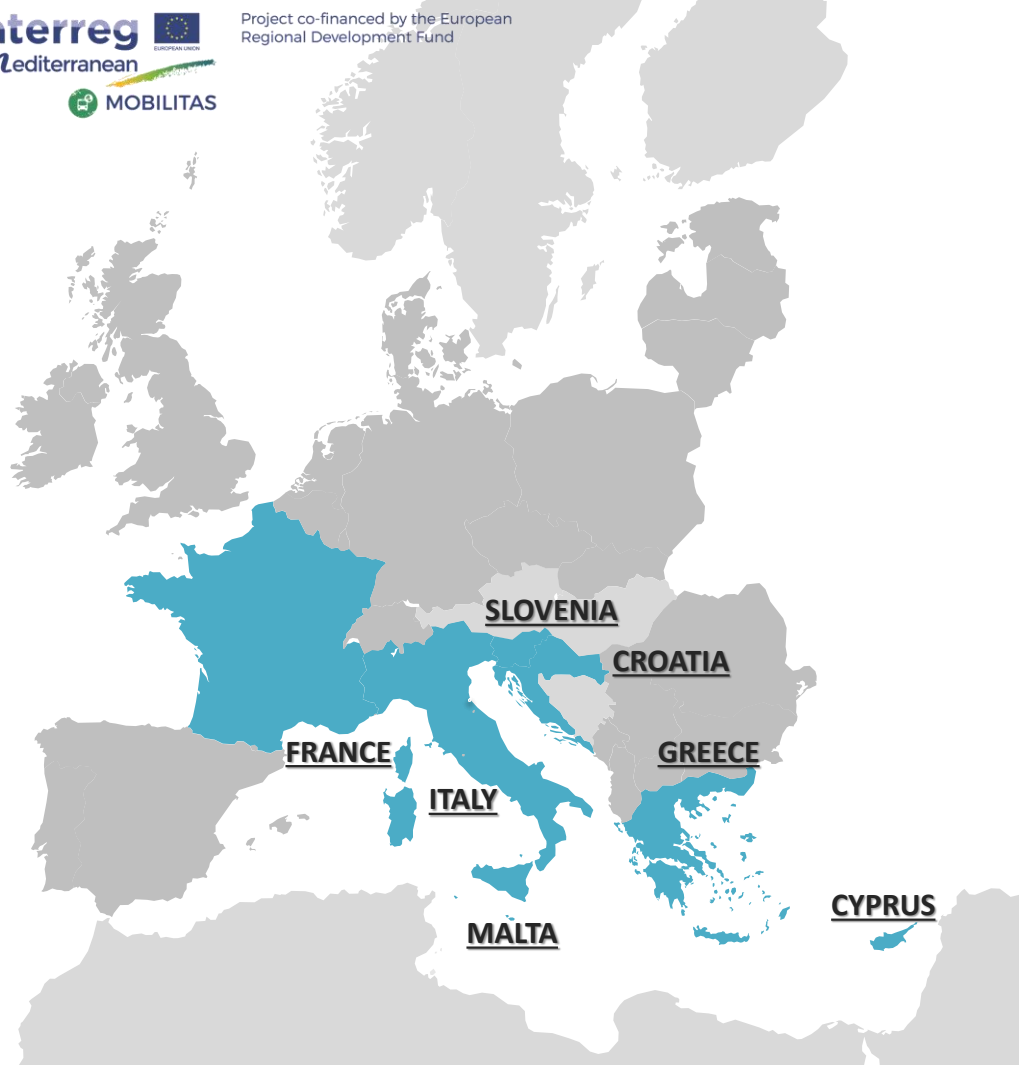 nterreg
EUROPEAN UNION
Mediterranean
MOBILITAS
Project co-financed by the European
Regional Development Fund
SLOVENIA
CROATIA
FRANCE
GREECE
ITALY
CYPRUS
MALTA